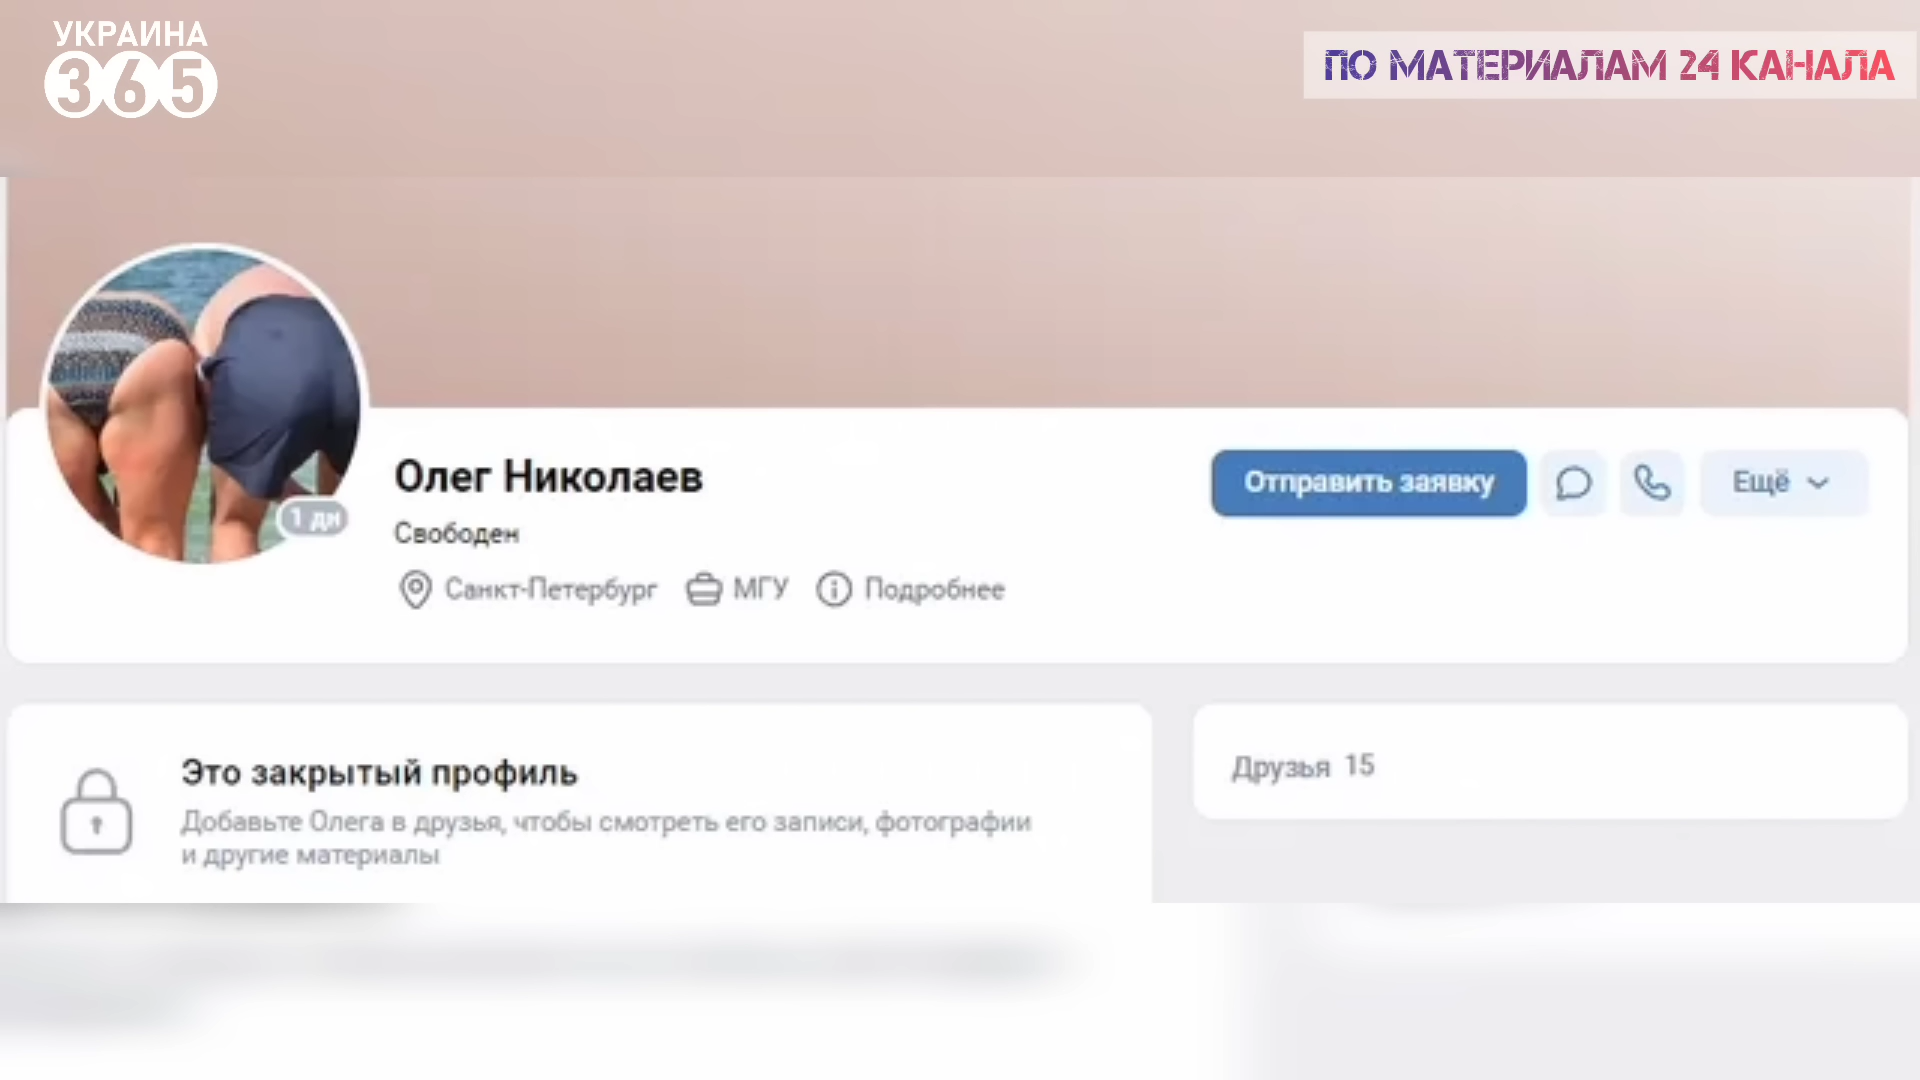 УКРАИНА
365
ПО МАТЕРИАЛАМ 24 КАНАЛА
1 дн
Олег Николаев
Свободен
Санкт-Петербург МГУ Подробнее
Отправить заявку
Ещё
Это закрытый профиль
Добавьте Олега в друзья, чтобы смотреть его записи, фотографии
и другие материалы
Друзья 15